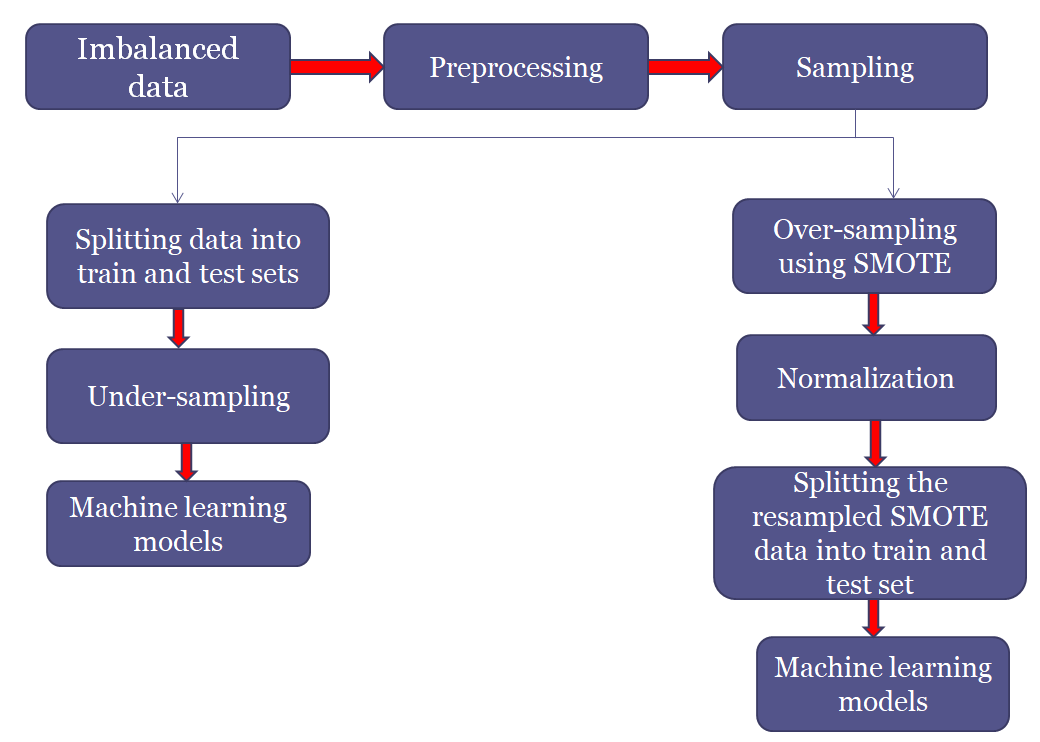 Imbalanced
data
Preprocessing
Sampling
Splitting data into
train and test sets
Under-sampling
Machine learning
models
Over-sampling
using SMOTE
Normalization
Splitting the
resampled SMOTE
data into train and
test set
Machine learning
models